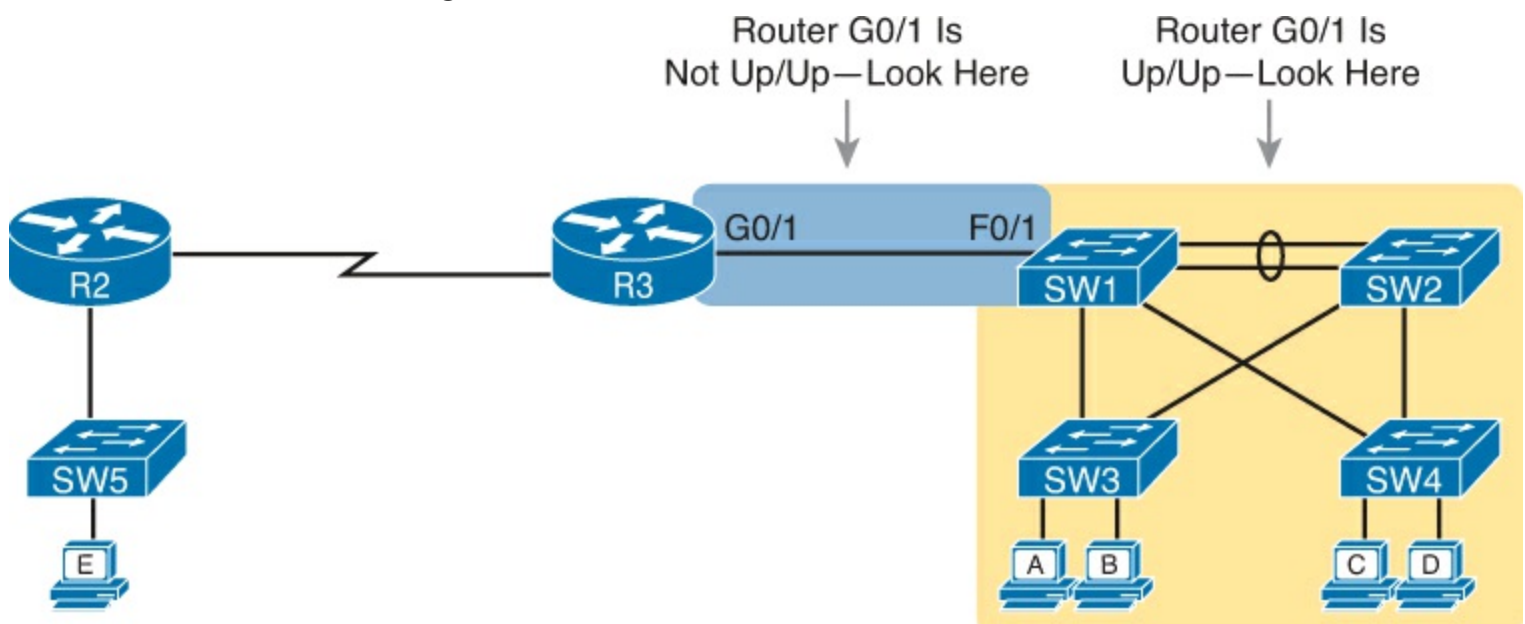 Router G0/1 Is
Not Up/Up—Look Here
Router G0/1 Is
Up/Up—Look Here
G0/1
F0/1
R2
R3
SW1
SW2
SW5
SW3
SW4
E
A
B
C
D